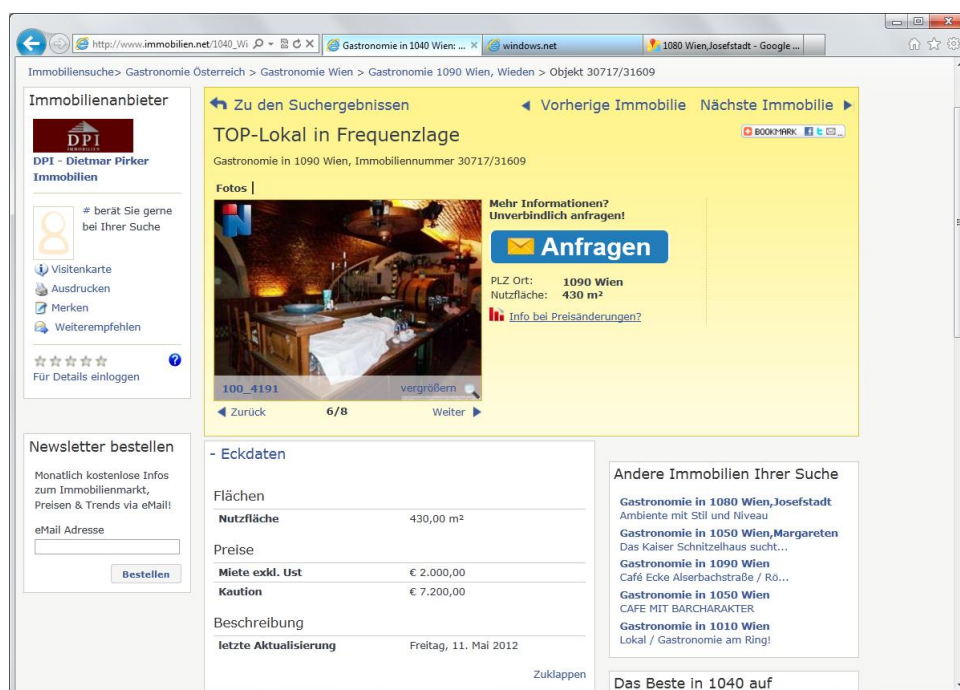 http://www.immobilien.net/1040_Wi
Gastronomie in 1040 Wien: ...
windows.net
1080 Wien,Josefstadt - Google ...
Immobiliensuche> Gastronomie Österreich > Gastronomie Wien > Gastronomie 1090 Wien, Wieden > Objekt 30717/31609
Immobilienanbieter
DPI
DPI - Dietmar Pirker
Immobilien
# berät Sie gerne
bei Ihrer Suche
Visitenkarte
Ausdrucken
Merken
Weiterempfehlen
Für Details einloggen
Newsletter bestellen
Monatlich kostenlose Infos
zum Immobilienmarkt,
Preisen & Trends via eMail!
eMail Adresse
Bestellen
Zu den Suchergebnissen
Vorherige Immobilie
Nächste Immobilie
TOP-Lokal in Frequenzlage
BOOKMARK
Gastronomie in 1090 Wien, Immobiliennummer 30717/31609
Fotos |
100_4191
vergrößern
Zurück
6/8
Weiter
Mehr Informationen?
Unverbindlich anfragen!
Anfragen
PLZ Ort: 1090 Wien
Nutzfläche: 430 m²
Info bei Preisänderungen?
- Eckdaten
Flächen
Nutzfläche 430,00 m²
Preise
Miete exkl. Ust € 2.000,00
Kaution € 7.200,00
Beschreibung
letzte Aktualisierung Freitag, 11. Mai 2012
Zuklappen
Andere Immobilien Ihrer Suche
Gastronomie in 1080 Wien,Josefstadt
Ambiente mit Stil und Niveau
Gastronomie in 1050 Wien,Margareten
Das Kaiser Schnitzelhaus sucht...
Gastronomie in 1090 Wien
Café Ecke Alserbachstraße / Rö...
Gastronomie in 1050 Wien
CAFE MIT BARCHARAKTER
Gastronomie in 1010 Wien
Lokal / Gastronomie am Ring!
Das Beste in 1040 auf